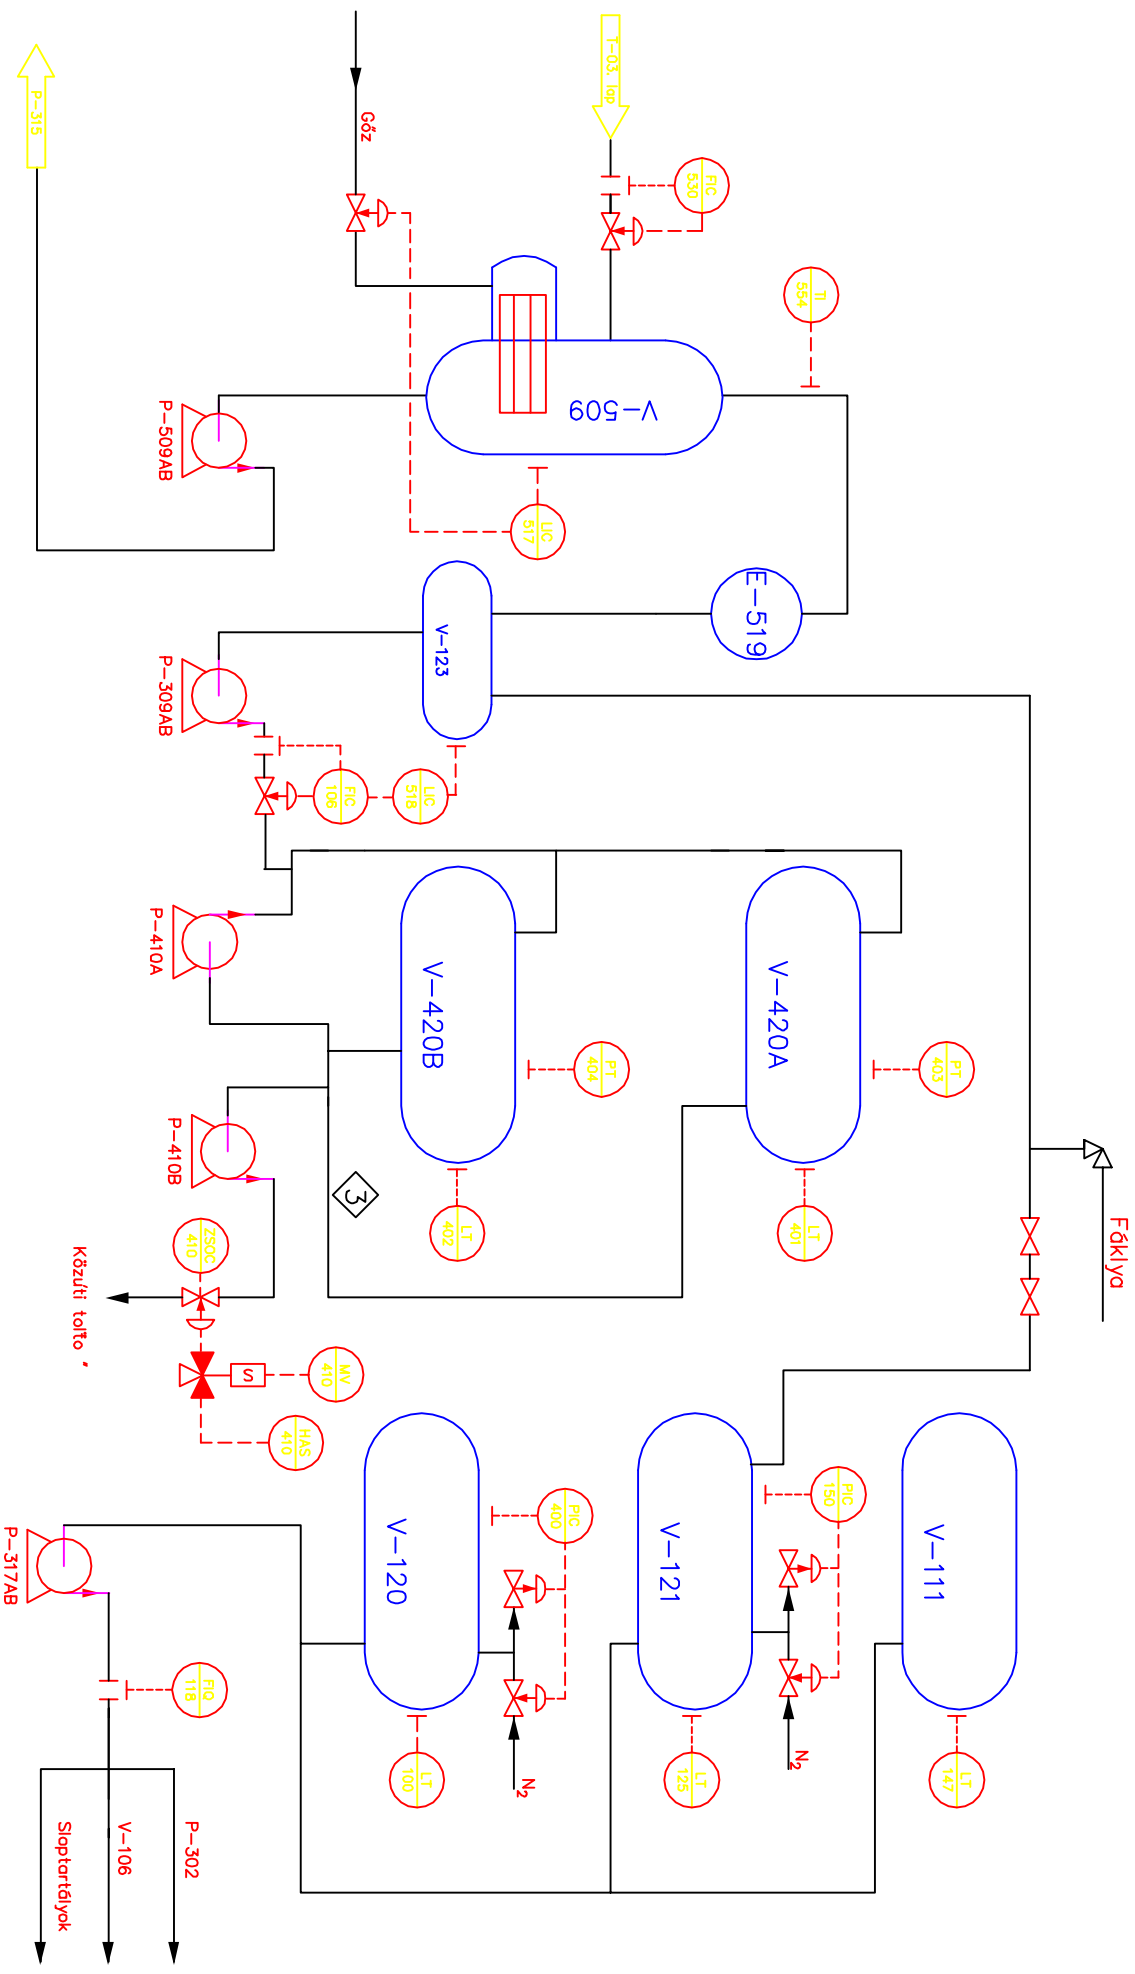 T-03. lap
P-315
Gőz
FIC
530
TI
554
V-509
P-509AB
LIC
517
E-519
V-123
P-309AB
FIC
106
LIC
518
P-410A
V-420B
V-420A
PT
404
PT
403
P-410B
3
LT
402
LT
401
Fáklya
ZSOC
410
Közúti töltő
S
MV
410
HAS
410
V-120
V-121
V-111
PIC
400
PIC
150
P-317AB
FIQ
118
LT
100
N2
LT
125
N2
LT
147
P-302
V-106
Sloptartályok